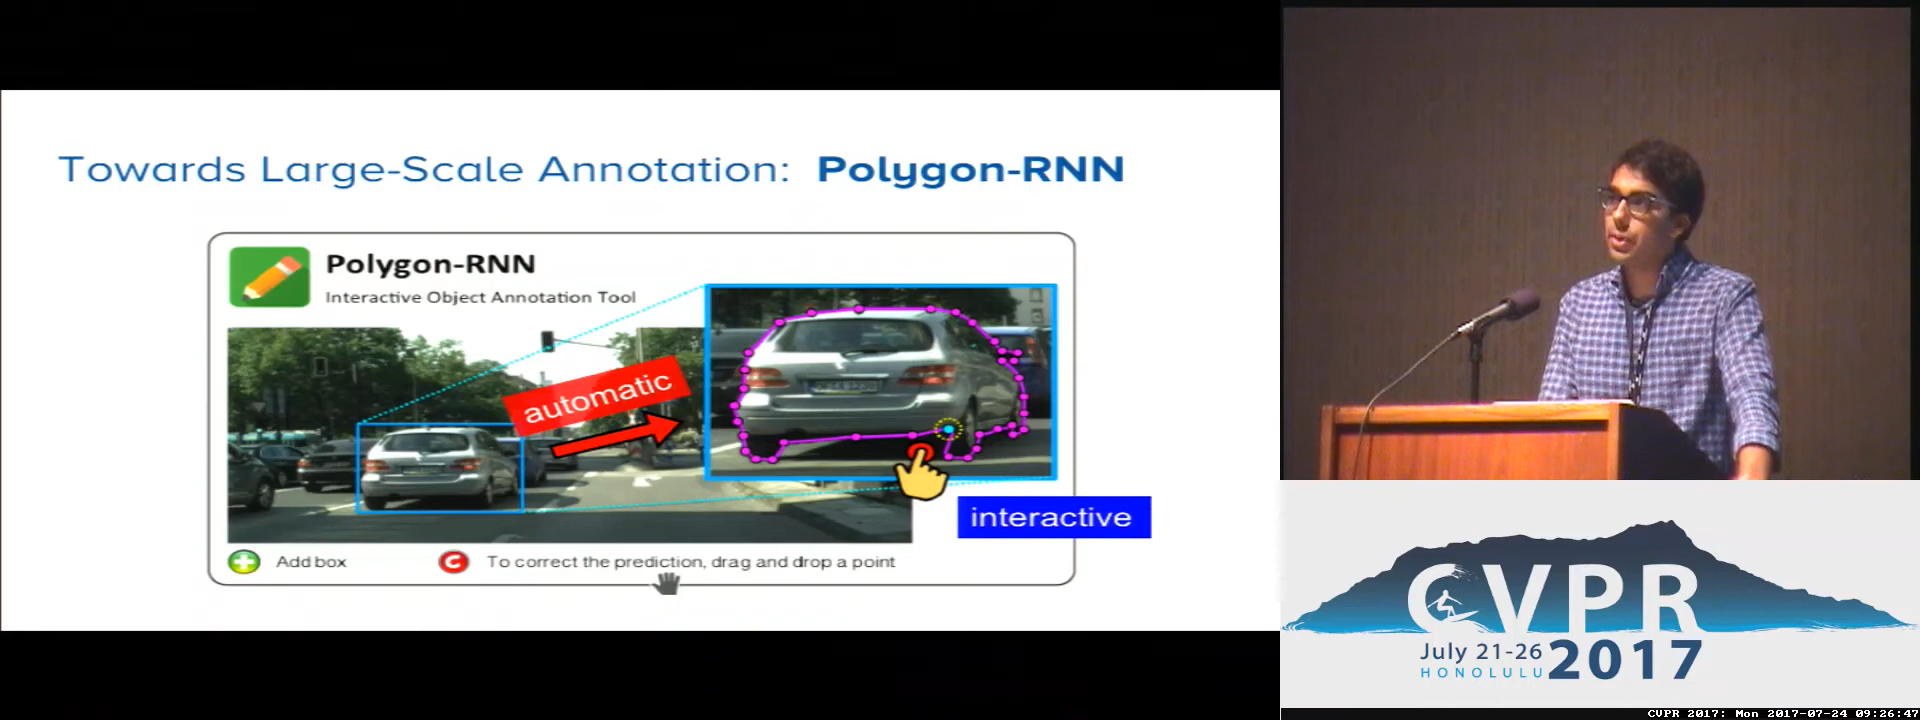 Towards Large-Scale Annotation: Polygon-RNN
Polygon-RNN
Interactive Object Annotation Tool
automatic
interactive
Add box
C To correct the prediction, drag and drop a point
CVPR
July 21-26
HONOLULU
2017
CVPR 2017: Mon 2017-07-24 09:26:47